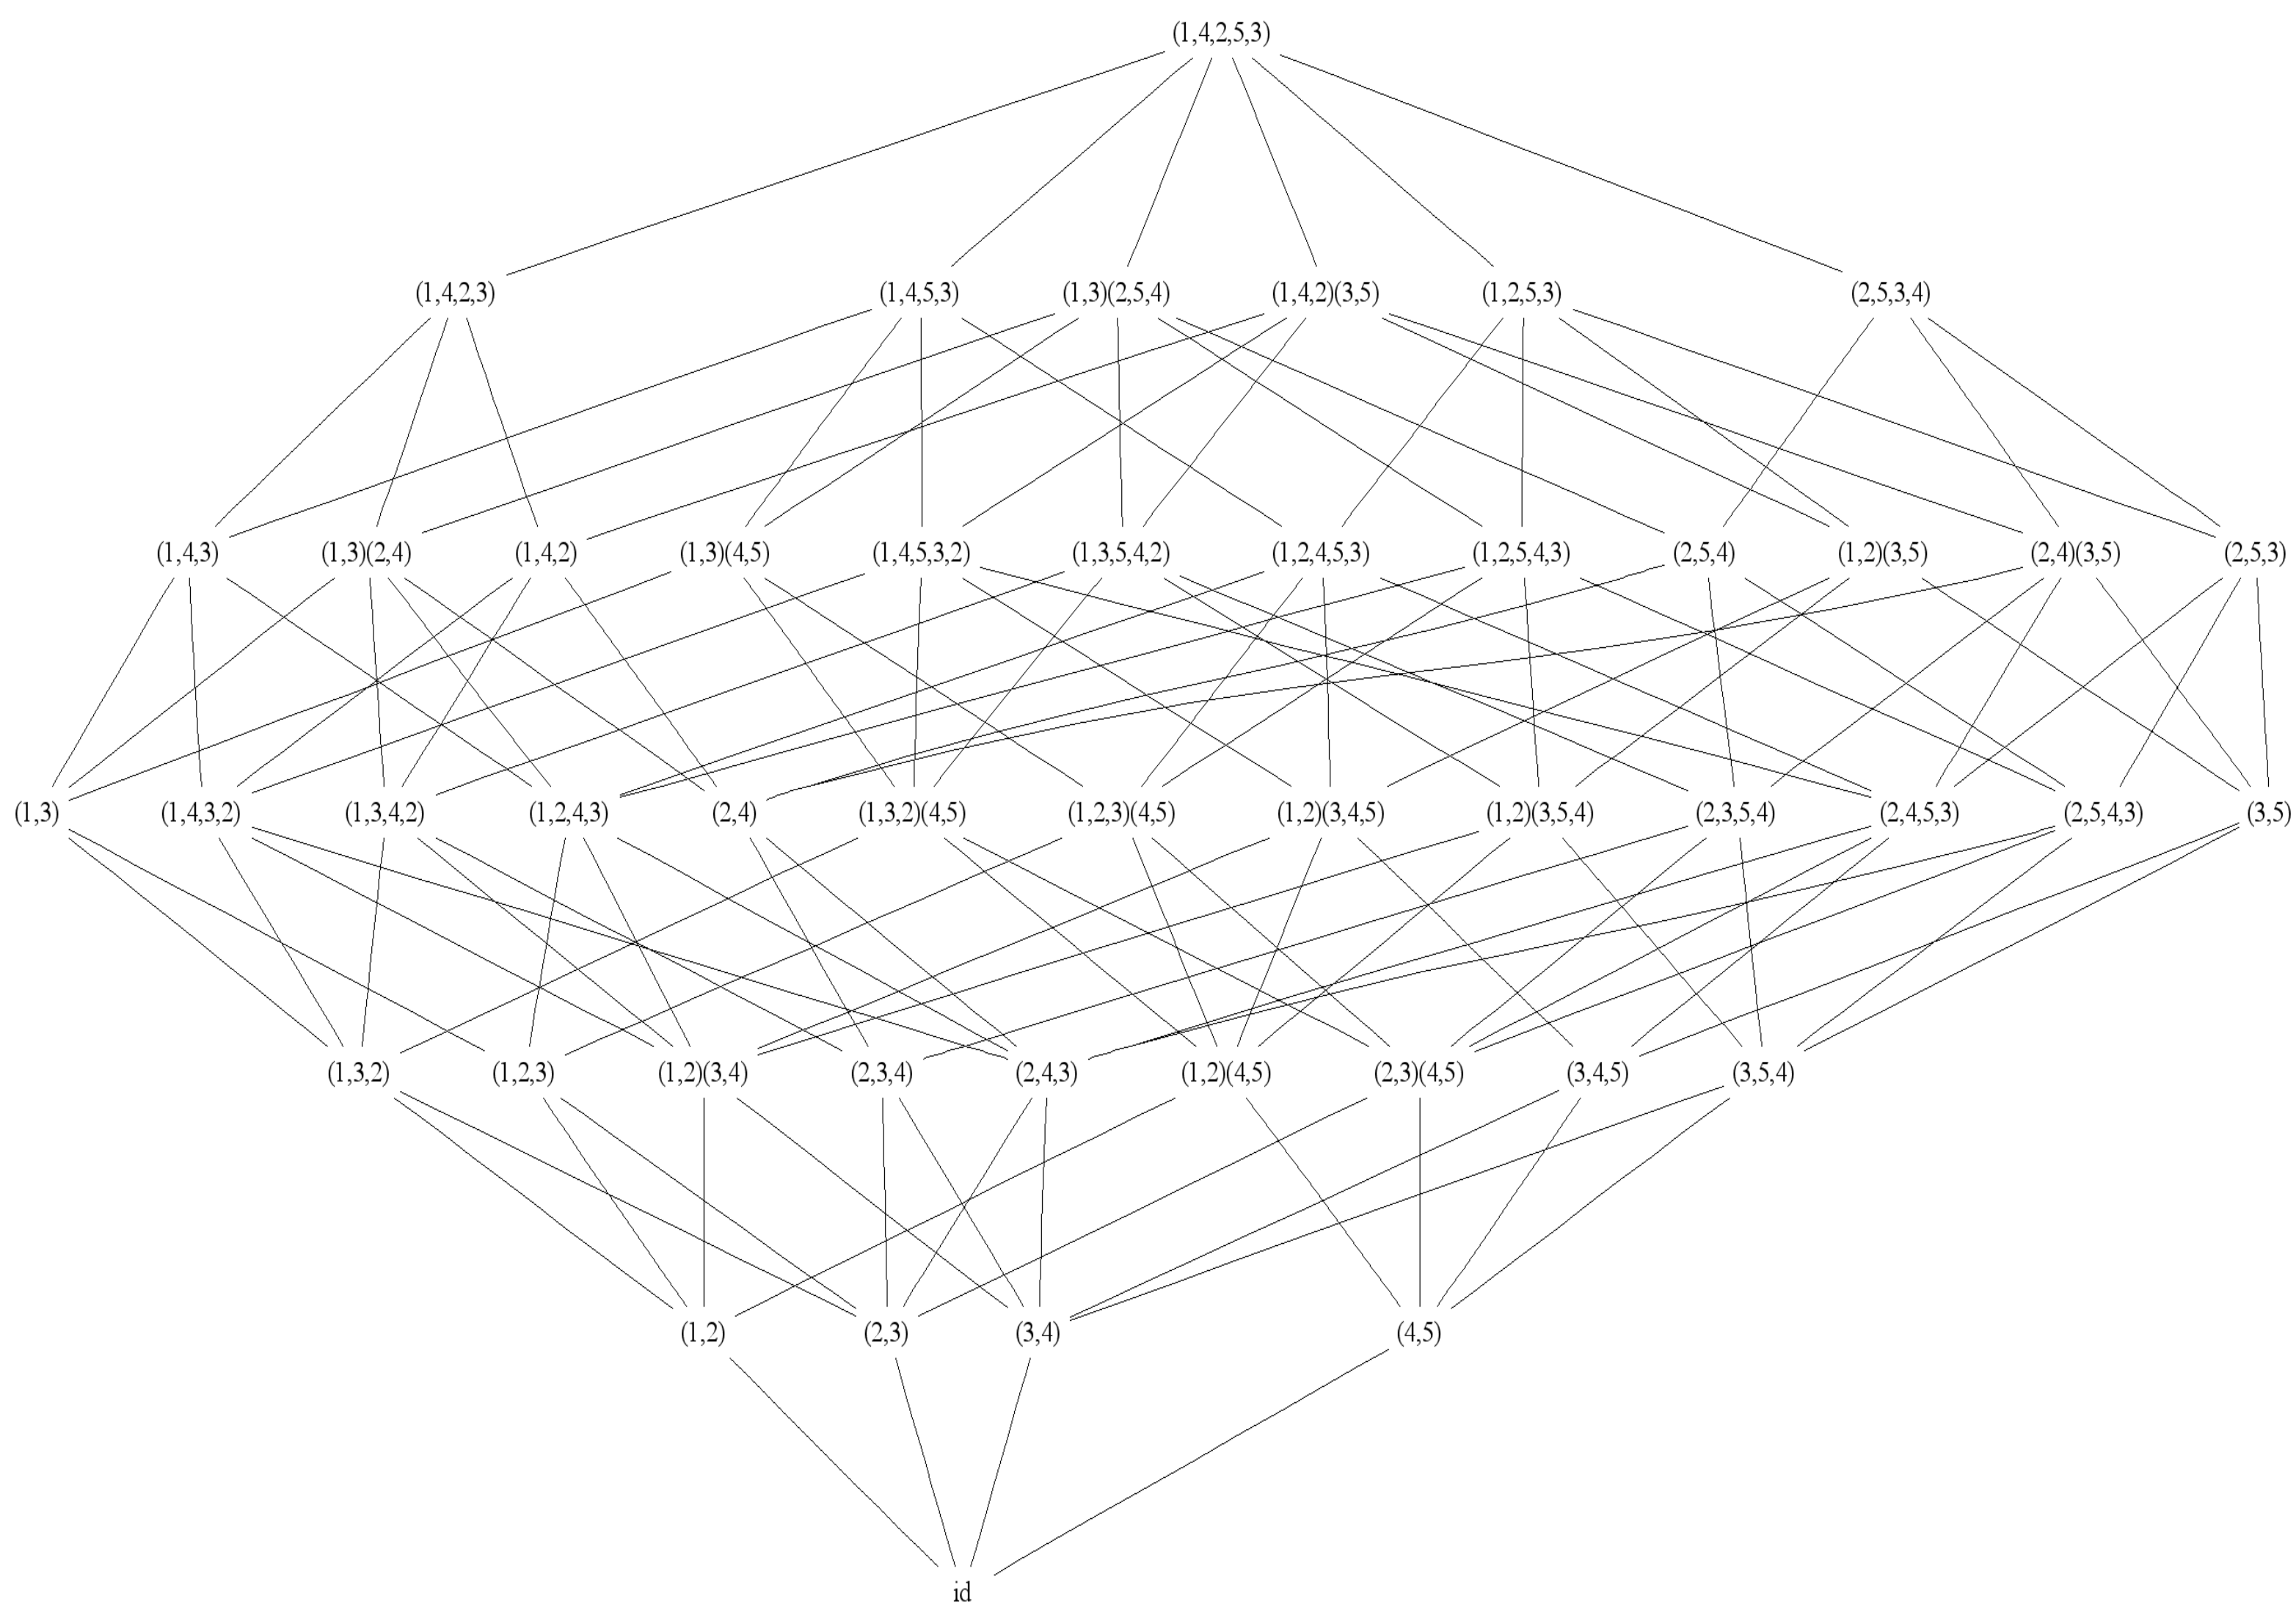 (1,4,2,5,3)
(1,4,2,3) (1,4,5,3) (1,3)(2,5,4) (1,4,2)(3,5) (1,2,5,3) (2,5,3,4)
(1,4,3) (1,3)(2,4) (1,4,2) (1,3)(4,5) (1,4,5,3,2) (1,3,5,4,2) (1,2,4,5,3) (1,2,5,4,3) (2,5,4) (1,2)(3,5) (2,4)(3,5) (2,5,3)
(1,3) (1,4,3,2) (1,3,4,2) (1,2,4,3) (2,4) (1,3,2)(4,5) (1,2,3)(4,5) (1,2)(3,4,5) (1,2)(3,5,4) (2,3,5,4) (2,4,5,3) (2,5,4,3) (3,5)
(1,3,2) (1,2,3) (1,2)(3,4) (2,3,4) (2,4,3) (1,2)(4,5) (2,3)(4,5) (3,4,5) (3,5,4)
(1,2) (2,3) (3,4) (4,5)
id